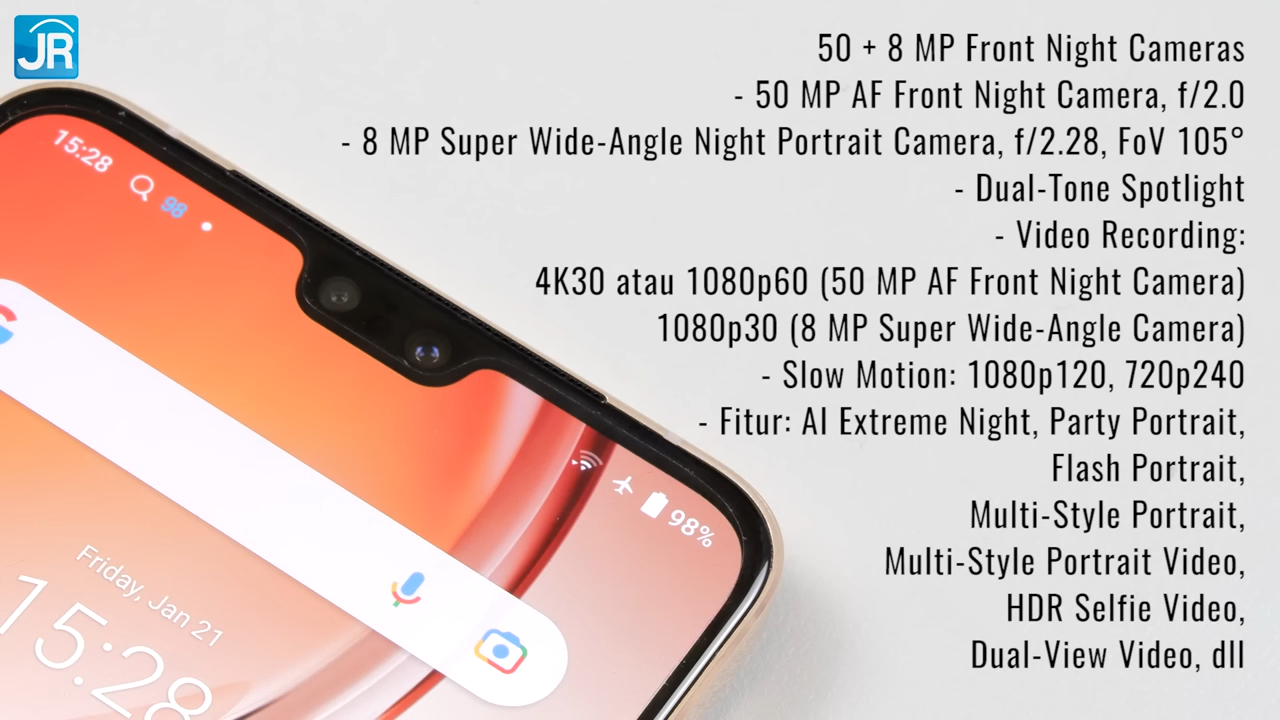 JR
50 + 8 MP Front Night Cameras
- 50 MP AF Front Night Camera, f/2.0
- 8 MP Super Wide-Angle Night Portrait Camera, f/2.28, FoV 105°
- Dual-Tone Spotlight
- Video Recording:
4K30 atau 1080p60 (50 MP AF Front Night Camera)
1080p30 (8 MP Super Wide-Angle Camera)
- Slow Motion: 1080p120, 720p240
- Fitur: AI Extreme Night, Party Portrait,
Flash Portrait,
Multi-Style Portrait,
Multi-Style Portrait Video,
HDR Selfie Video,
Dual-View Video, dll
15:28
98
98%
Friday, Jan 21
15:28